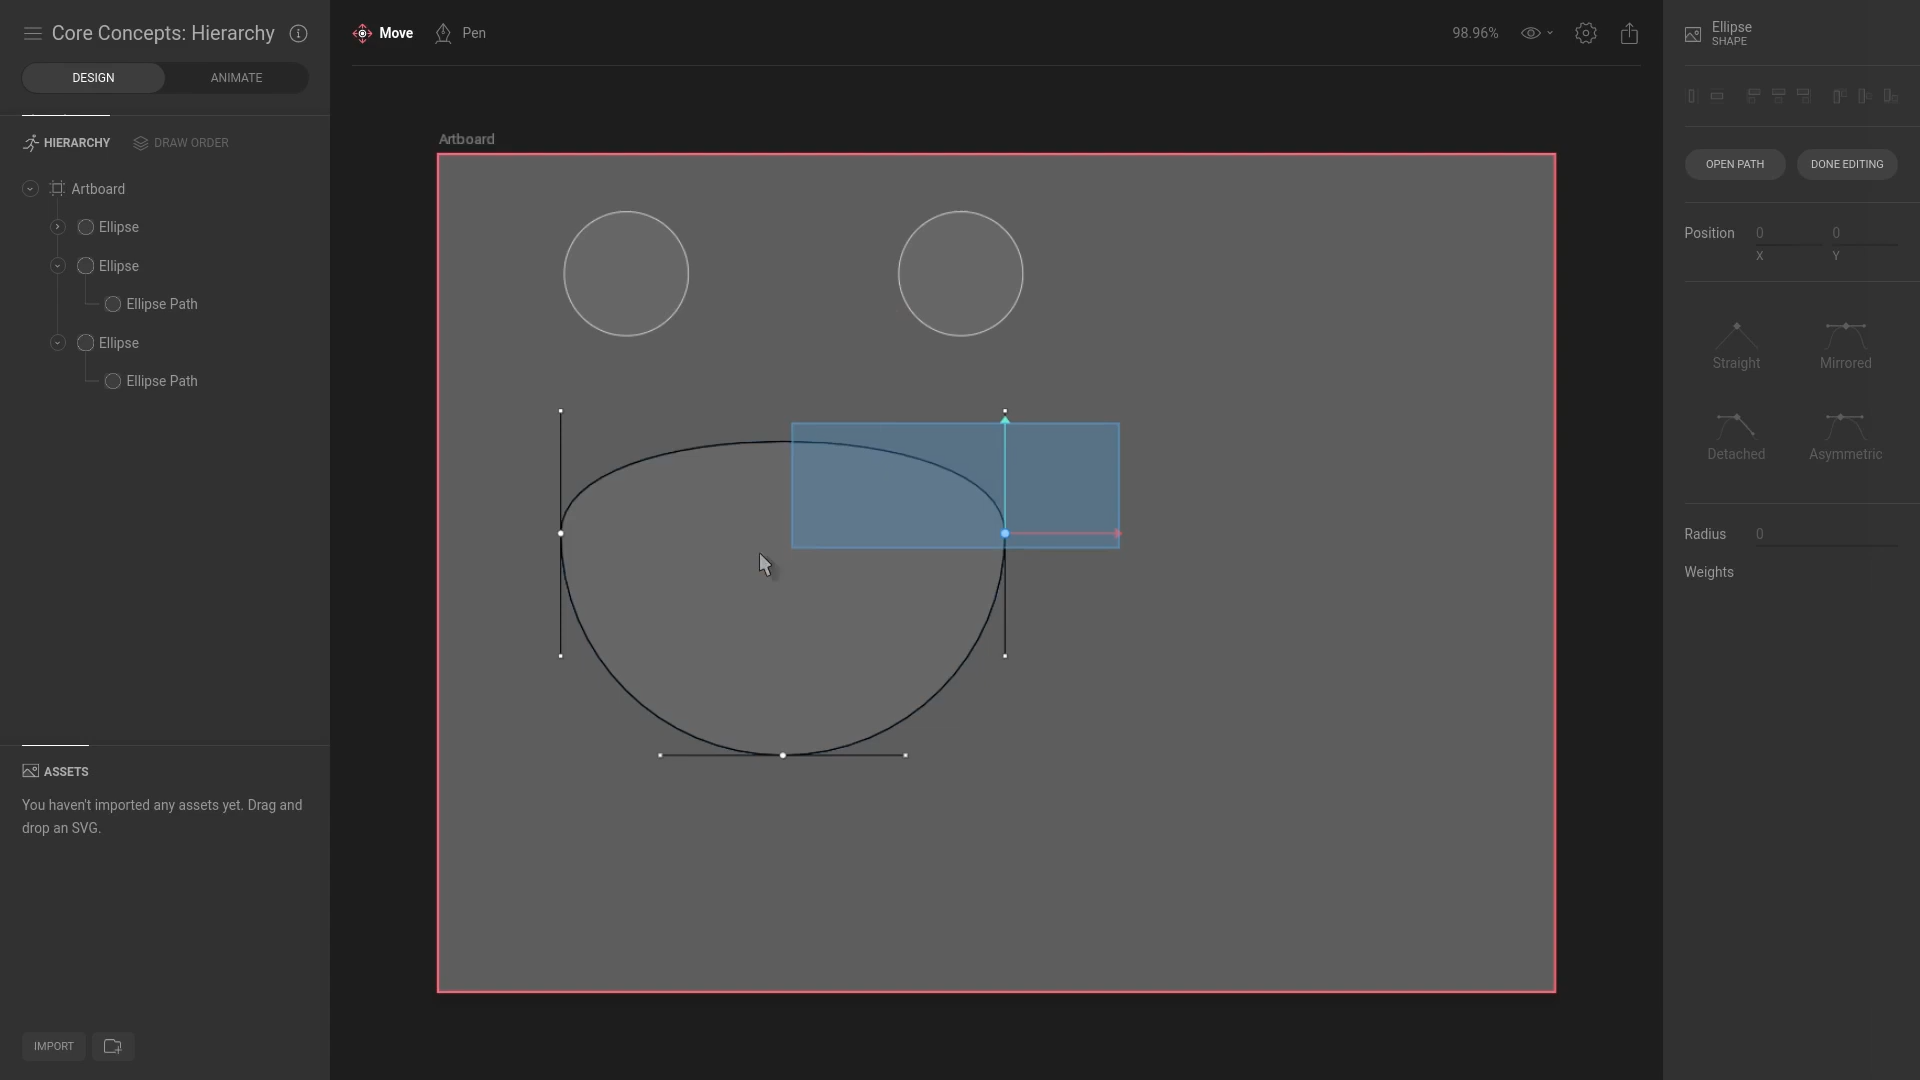 Core Concepts: Hierarchy
DESIGN
ANIMATE
HIERARCHY
DRAW ORDER
Artboard
Ellipse
Ellipse
Ellipse Path
Ellipse
Ellipse Path
ASSETS
You haven't imported any assets yet. Drag and
drop an SVG.
IMPORT
Move
Pen
98.96%
Artboard
Ellipse
SHAPE
OPEN PATH
DONE EDITING
Position
0
0
X
Y
Straight
Mirrored
Detached
Asymmetric
Radius
0
Weights